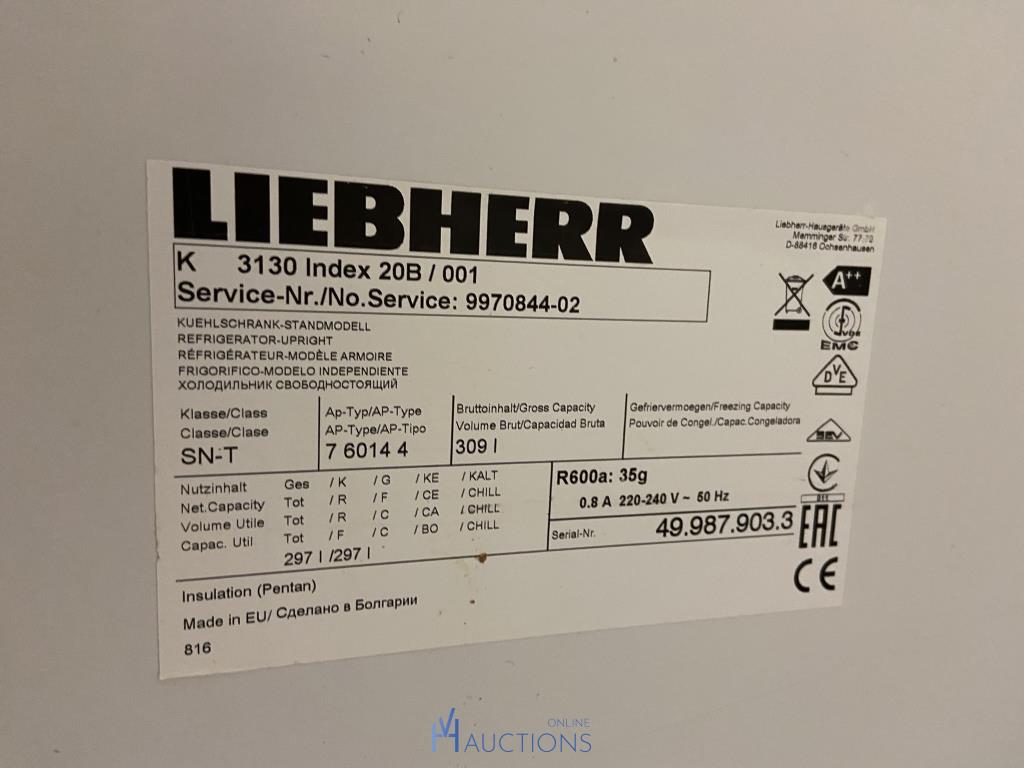 LIEBHERR
Liebherr-Hausgeräte GmbH
Memminger Str. 77-79
D-88416 Ochsenhausen
K 3130 Index 20B / 001
Service-Nr./No.Service: 9970844-02
A++
KUEHLSCHRANK-STANDMODELL
REFRIGERATOR-UPRIGHT
RÉFRIGÉRATEUR-MODÈLE ARMOIRE
FRIGORIFICO-MODELO INDEPENDIENTE
ХОЛОДИЛЬНИК СВОБОДНОСТОЯЩИЙ
VDE
EMC
DVE
Klasse/Class
Classe/Clase
SN-T
Ap-Typ/AP-Type
AP-Type/AP-Tipo
7 6014 4
Bruttoinhalt/Gross Capacity
Volume Brut/Capacidad Bruta
309 l
Gefriervermoegen/Freezing Capacity
Pouvoir de Congel./Capac.Congeladora
Nutzinhalt Ges / K / G / KE / KALT
Net.Capacity Tot / R / F / CE / CHILL
Volume Utile Tot / R / C / CA / CHILL
Capac. Util Tot / F / C / BO / CHILL
297 l /297 l
R600a: 35g
0.8 A 220-240 V ~ 50 Hz
Serial-Nr. 49.987.903.3
EAC
CE
Insulation (Pentan)
Made in EU/ Сделано в Болгарии
816
VH ONLINE
AUCTIONS